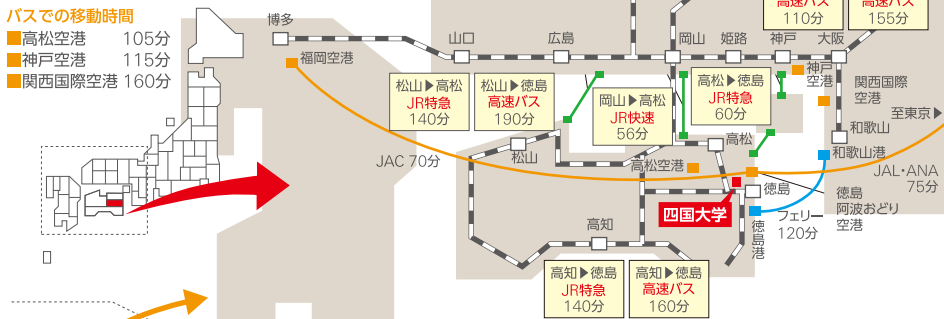 バスでの移動時間
高松空港 105分
神戸空港 115分
関西国際空港 160分
博多
福岡空港
山口
広島
岡山
姫路
神戸
大阪
高速バス
110分
高速バス
155分
神戸
空港
関西国際
空港
至東京▶
和歌山
和歌山港
松山▶高松
JR特急
140分
松山▶徳島
高速バス
190分
岡山▶高松
JR快速
56分
高松▶徳島
JR特急
60分
JAC 70分
松山
高松
高松空港
JAL・ANA
75分
徳島
四国大学
徳島
阿波おどり
空港
徳島港
フェリー
120分
高知
高知▶徳島
JR特急
140分
高知▶徳島
高速バス
160分